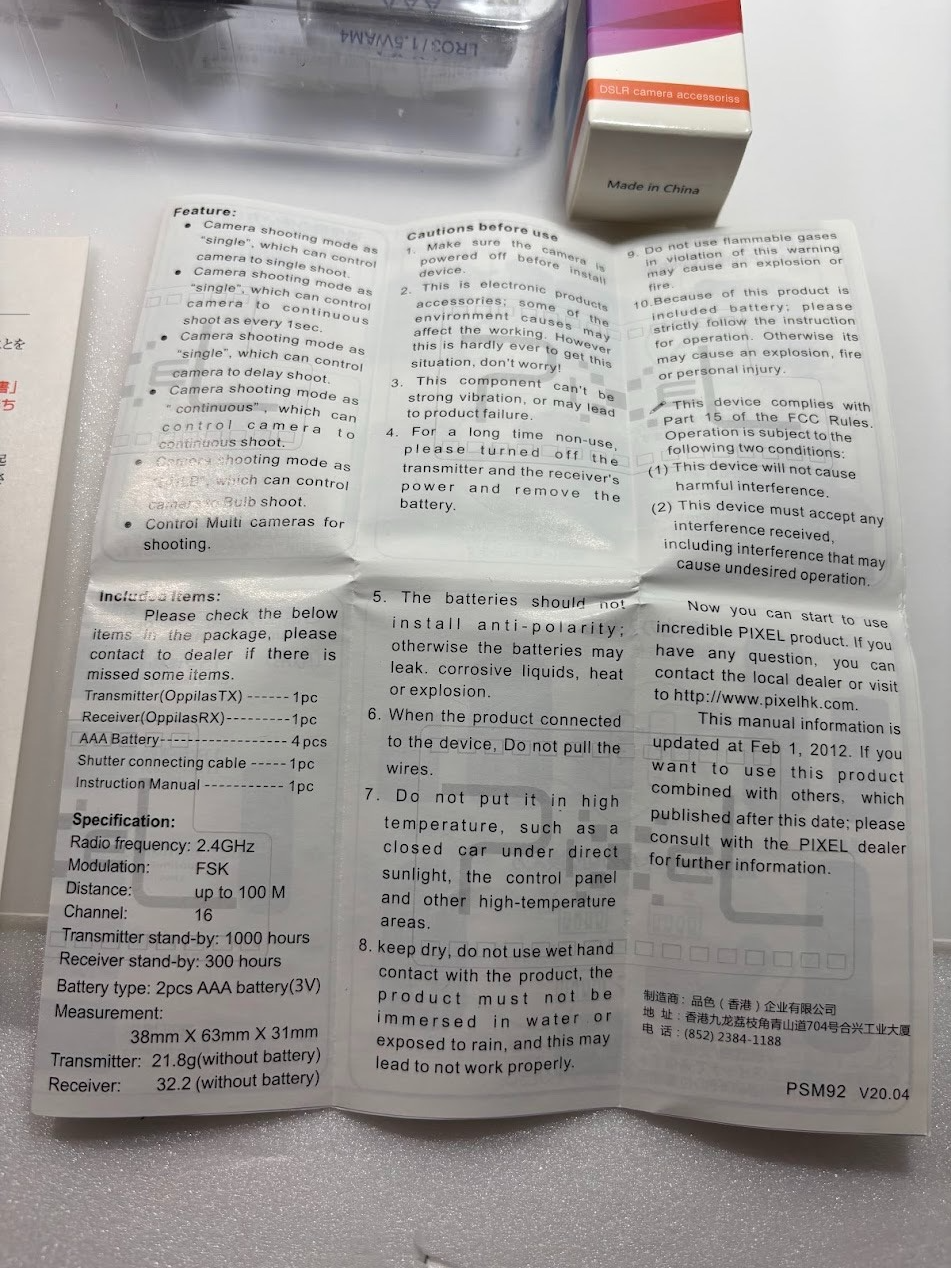 AAA
LR03/1.5V/AM4
DSLR camera accessoriss
Made in China
とを
書」
ち
Feature:
● Camera shooting mode as
"single", which can control
camera to single shoot.
● Camera shooting mode as
"single", which can control
camera to continuous
shoot as every 1sec.
● Camera shooting mode as
"single", which can control
camera to delay shoot.
● Camera shooting mode as
"continuous", which can
control camera to
continuous shoot.
● Camera shooting mode as
which can control
camera to Bulb shoot.
● Control Multi cameras for
shooting.
Included Items:
Please check the below
items in the package, please
contact to dealer if there is
missed some items.
Transmitter(OppilasTX) ------ 1pc
Receiver(OppilasRX)--------- 1pc
AAA Battery--------------------- 4pcs
Shutter connecting cable ----- 1pc
Instruction Manual ----------- 1pc
Specification:
Radio frequency: 2.4GHz
Modulation: FSK
Distance: up to 100 M
Channel: 16
Transmitter stand-by: 1000 hours
Receiver stand-by: 300 hours
Battery type: 2pcs AAA battery(3V)
Measurement:
38mm X 63mm X 31mm
Transmitter: 21.8g(without battery)
Receiver: 32.2 (without battery)
Cautions before use
1. Make sure the camera is
powered off before install
device.
2. This is electronic products
accessories; some of the
environment causes may
affect the working. However
this is hardly ever to get this
situation, don't worry!
3. This component can't be
strong vibration, or may lead
to product failure.
4. For a long time non-use,
please turned off the
transmitter and the receiver's
power and remove the
battery.
5. The batteries should not
install anti-polarity;
otherwise the batteries may
leak. corrosive liquids, heat
or explosion.
6. When the product connected
to the device, Do not pull the
wires.
7. Do not put it in high
temperature, such as a
closed car under direct
sunlight, the control panel
and other high-temperature
areas.
8. keep dry, do not use wet hand
contact with the product, the
product must not be
immersed in water or
exposed to rain, and this may
lead to not work properly.
9. Do not use flammable gases
in violation of this warning
may cause an explosion or
fire.
10. Because of this product is
included battery; please
strictly follow the instruction
for operation. Otherwise its
may cause an explosion, fire
or personal injury.
This device complies with
Part 15 of the FCC Rules.
Operation is subject to the
following two conditions:
(1) This device will not cause
harmful interference.
(2) This device must accept any
interference received,
including interference that may
cause undesired operation.
Now you can start to use
incredible PIXEL product. If you
have any question, you can
contact the local dealer or visit
to http://www.pixelhk.com.
This manual information is
updated at Feb 1, 2012. If you
want to use this product
combined with others, which
published after this date; please
consult with the PIXEL dealer
for further information.
制造商：品色（香港）企业有限公司
地 址：香港九龙荔枝角青山道704号合兴工业大厦
电 话：(852) 2384-1188
PSM92 V20.04